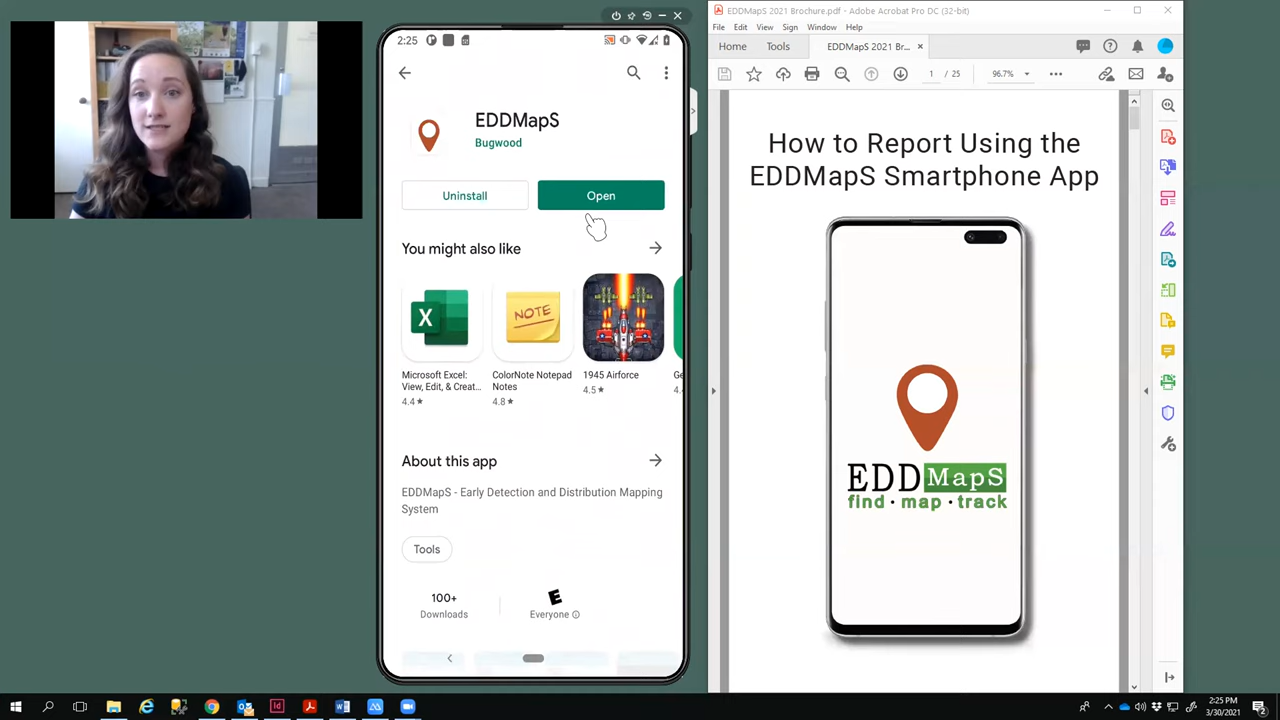 2:25
EDDMapS
Bugwood
Uninstall
Open
You might also like
X
NOTE
Microsoft Excel:
View, Edit, & Creat...
4.4★
ColorNote Notepad
Notes
4.8★
1945 Airforce
4.5★
Ge
4.4
About this app
EDDMapS - Early Detection and Distribution Mapping
System
Tools
100+
Downloads
E
Everyone
EDDMapS 2021 Brochure.pdf - Adobe Acrobat Pro DC (32-bit)
File Edit View Sign Window Help
Home Tools EDDMapS 2021 Br... ×
1 / 25 96.7%
How to Report Using the
EDDMapS Smartphone App
EDDMapS
find · map · track
2:25 PM
3/30/2021
2